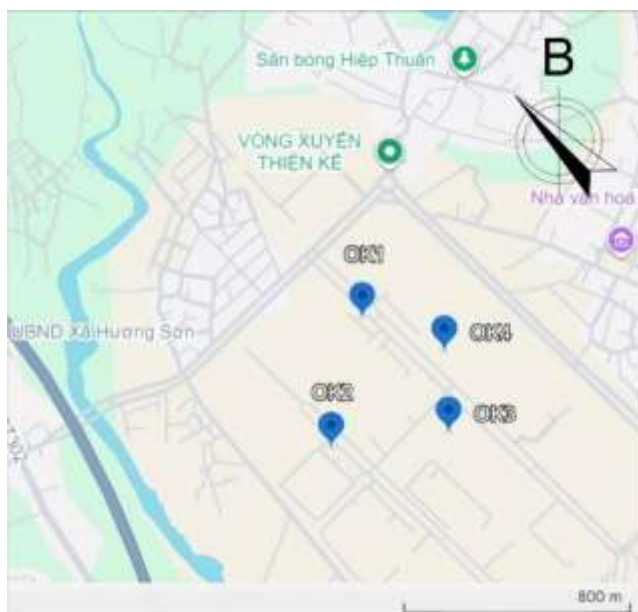 Sân bóng Hiệp Thuận
B
VÒNG XUYẾN
THIỆN KẾ
Nhà văn hoá
OK1
UBND Xã Hương Sơn
OK4
OK2
OK3
800 m